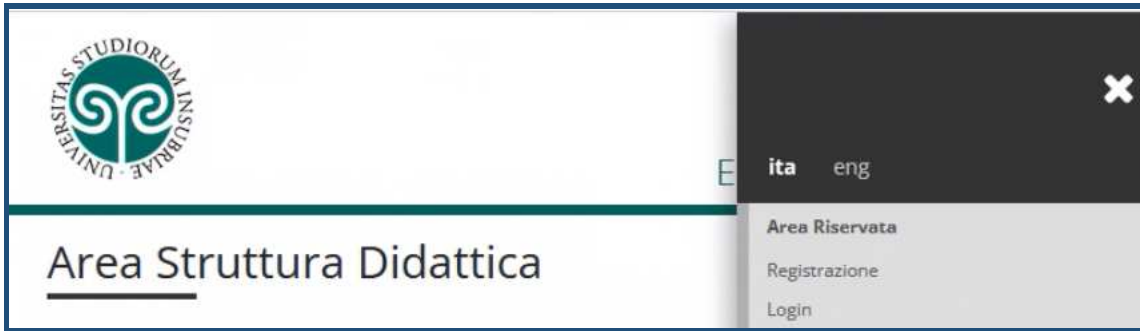 UNIVERSITAS STUDIORUM INSUBRIAE
E
ita eng
Area Riservata
Registrazione
Login
Area Struttura Didattica